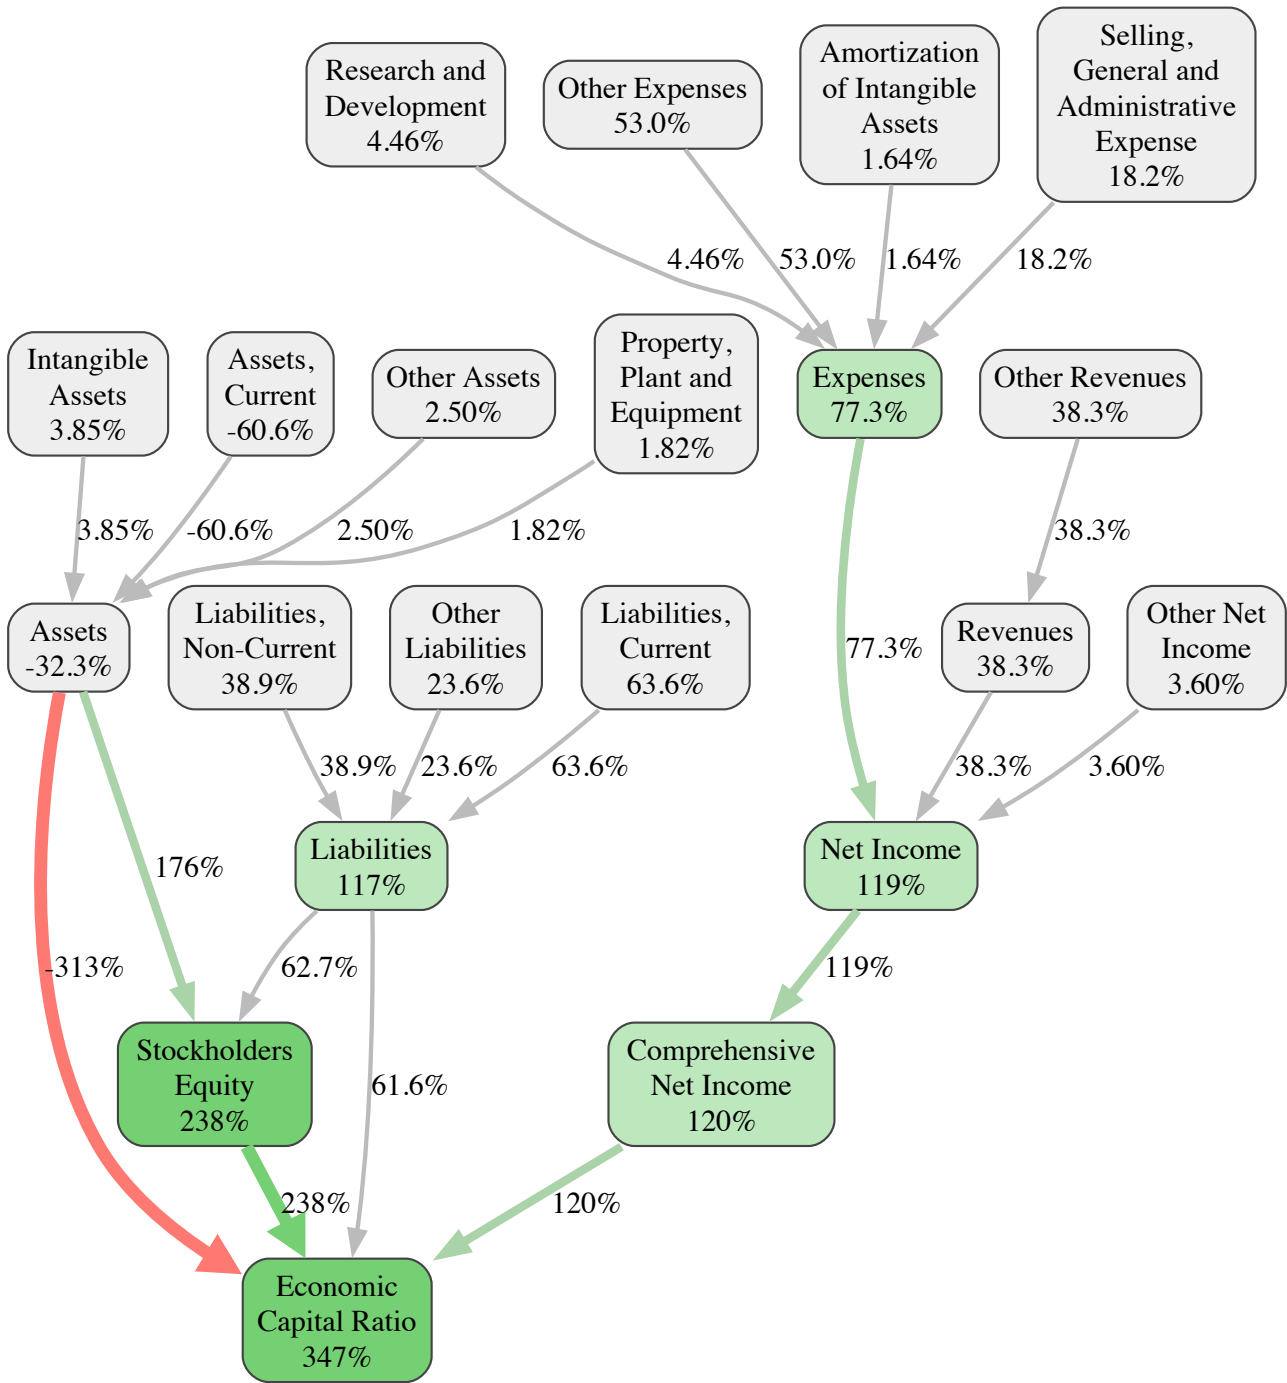 Research and
Development
4.46%
Other Expenses
53.0%
Amortization
of Intangible
Assets
1.64%
Selling,
General and
Administrative
Expense
18.2%
4.46%
53.0%
1.64%
18.2%
Intangible
Assets
3.85%
Assets,
Current
-60.6%
Other Assets
2.50%
Property,
Plant and
Equipment
1.82%
Expenses
77.3%
Other Revenues
38.3%
3.85%
-60.6%
2.50%
1.82%
38.3%
Assets
-32.3%
Liabilities,
Non-Current
38.9%
Other
Liabilities
23.6%
Liabilities,
Current
63.6%
77.3%
Revenues
38.3%
Other Net
Income
3.60%
38.9%
23.6%
63.6%
38.3%
3.60%
176%
Liabilities
117%
Net Income
119%
-313%
62.7%
119%
Stockholders
Equity
238%
61.6%
Comprehensive
Net Income
120%
238%
120%
Economic
Capital Ratio
347%